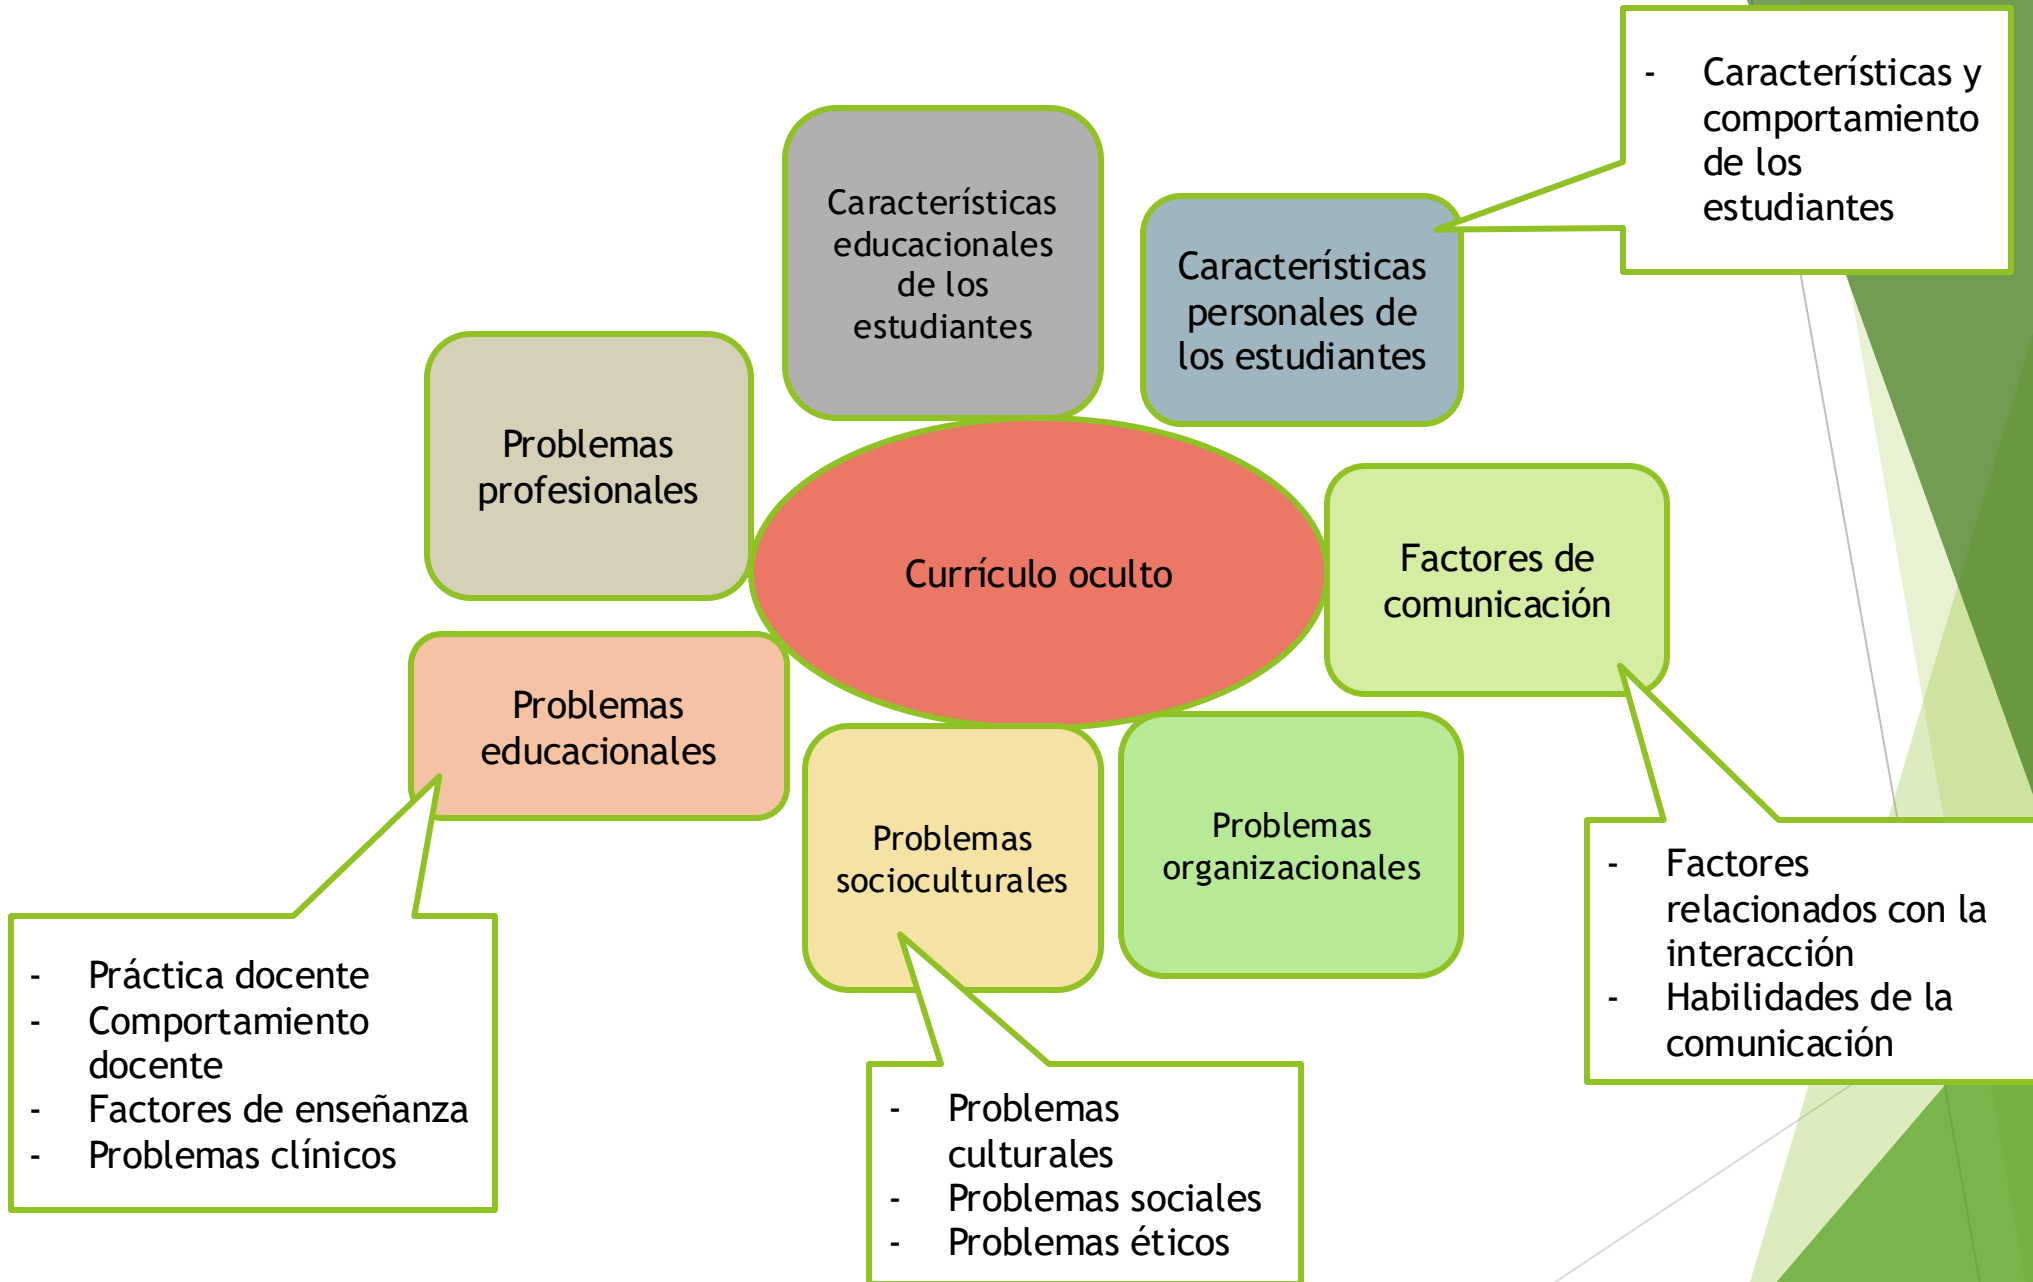 - Características y
comportamiento
de los
estudiantes
Características
educacionales
de los
estudiantes
Características
personales de
los estudiantes
Problemas
profesionales
Currículo oculto
Factores de
comunicación
Problemas
educacionales
Problemas
socioculturales
Problemas
organizacionales
- Factores
relacionados con la
interacción
- Habilidades de la
comunicación
- Práctica docente
- Comportamiento
docente
- Factores de enseñanza
- Problemas clínicos
- Problemas
culturales
- Problemas sociales
- Problemas éticos